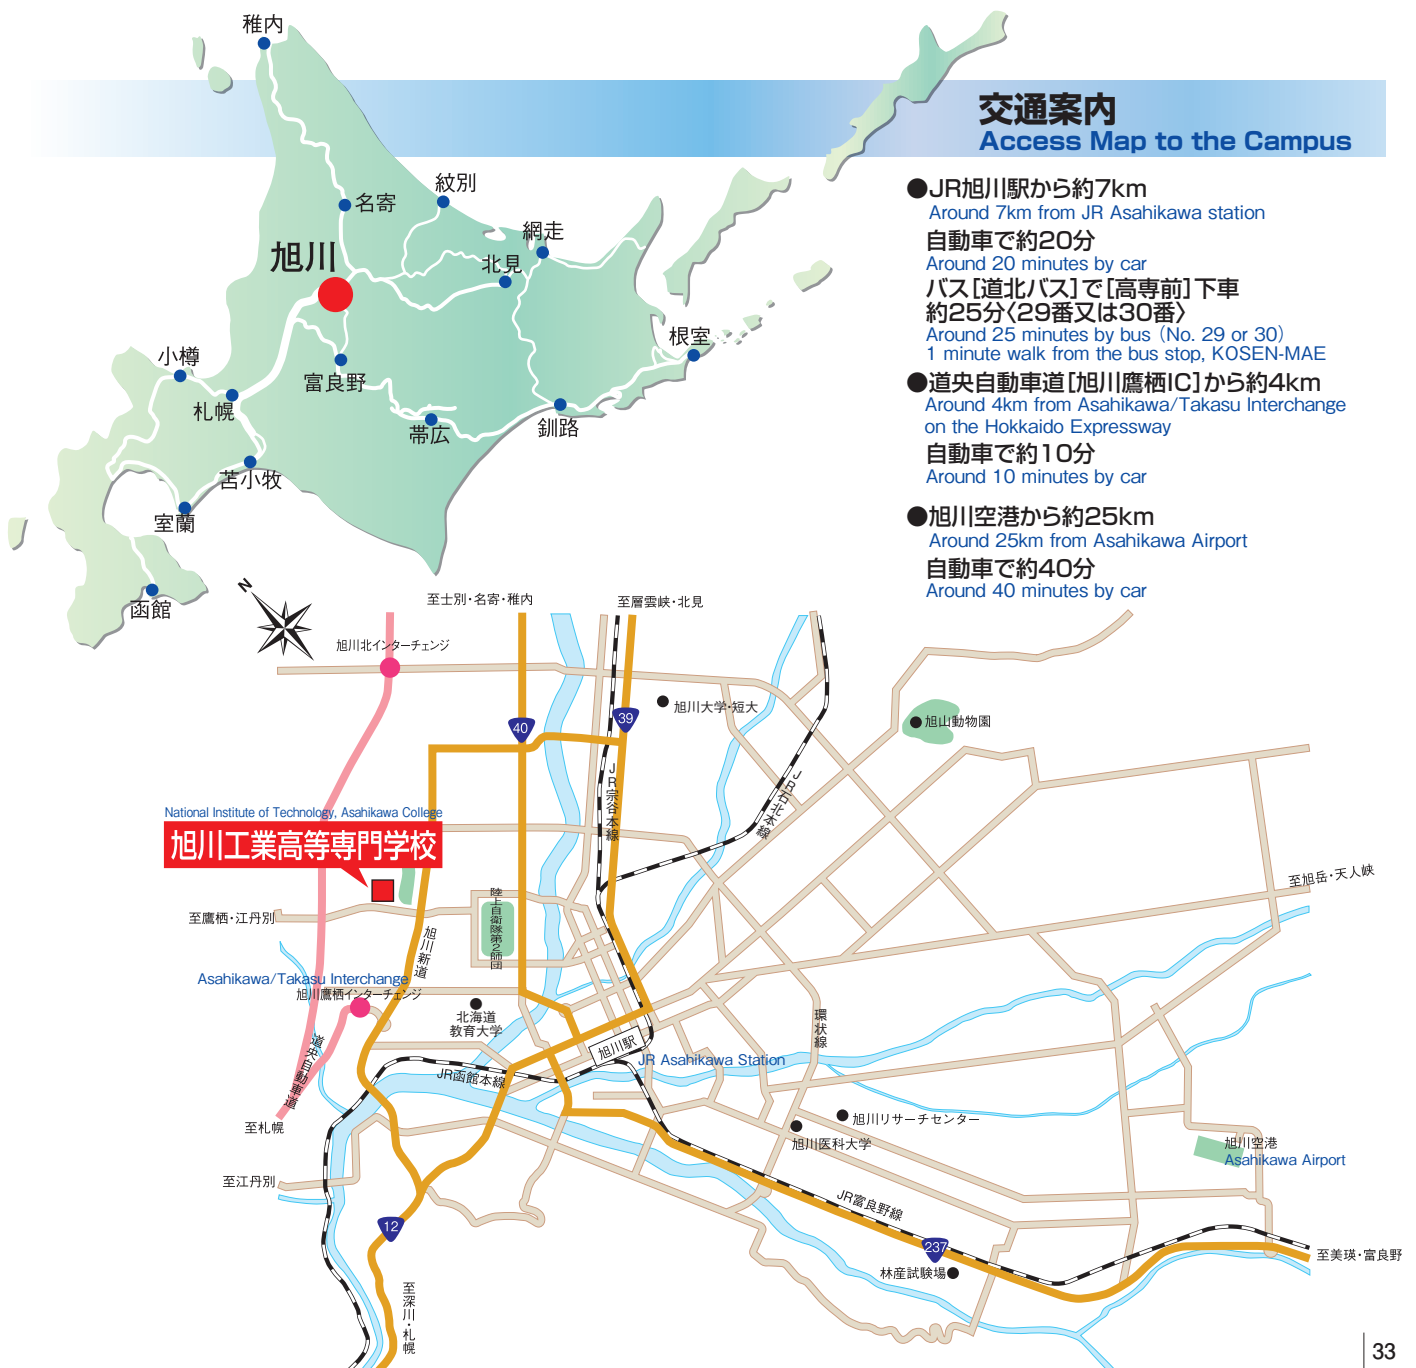 交通案内
Access Map to the Campus
●JR旭川駅から約7km
Around 7km from JR Asahikawa station
自動車で約20分
Around 20 minutes by car
バス[道北バス]で[高専前]下車
約25分〈29番又は30番〉
Around 25 minutes by bus (No. 29 or 30)
1 minute walk from the bus stop, KOSEN-MAE
●道央自動車道[旭川鷹栖IC]から約4km
Around 4km from Asahikawa/Takasu Interchange
on the Hokkaido Expressway
自動車で約10分
Around 10 minutes by car
●旭川空港から約25km
Around 25km from Asahikawa Airport
自動車で約40分
Around 40 minutes by car
稚内
名寄
紋別
網走
北見
旭川
根室
小樽
富良野
札幌
帯広
釧路
苫小牧
室蘭
函館
N
至士別・名寄・稚内
至層雲峡・北見
旭川北インターチェンジ
旭川大学・短大
旭山動物園
40
39
JR宗谷本線
JR石北本線
National Institute of Technology, Asahikawa College
旭川工業高等専門学校
至旭岳・天人峡
至鷹栖・江丹別
陸上自衛隊第2師団
旭川新道
Asahikawa/Takasu Interchange
旭川鷹栖インターチェンジ
北海道
教育大学
環状線
旭川駅
JR Asahikawa Station
道央自動車道
JR函館本線
至札幌
旭川リサーチセンター
旭川医科大学
旭川空港
Asahikawa Airport
至江丹別
JR富良野線
12
237
至美瑛・富良野
林産試験場
至深川・札幌
33